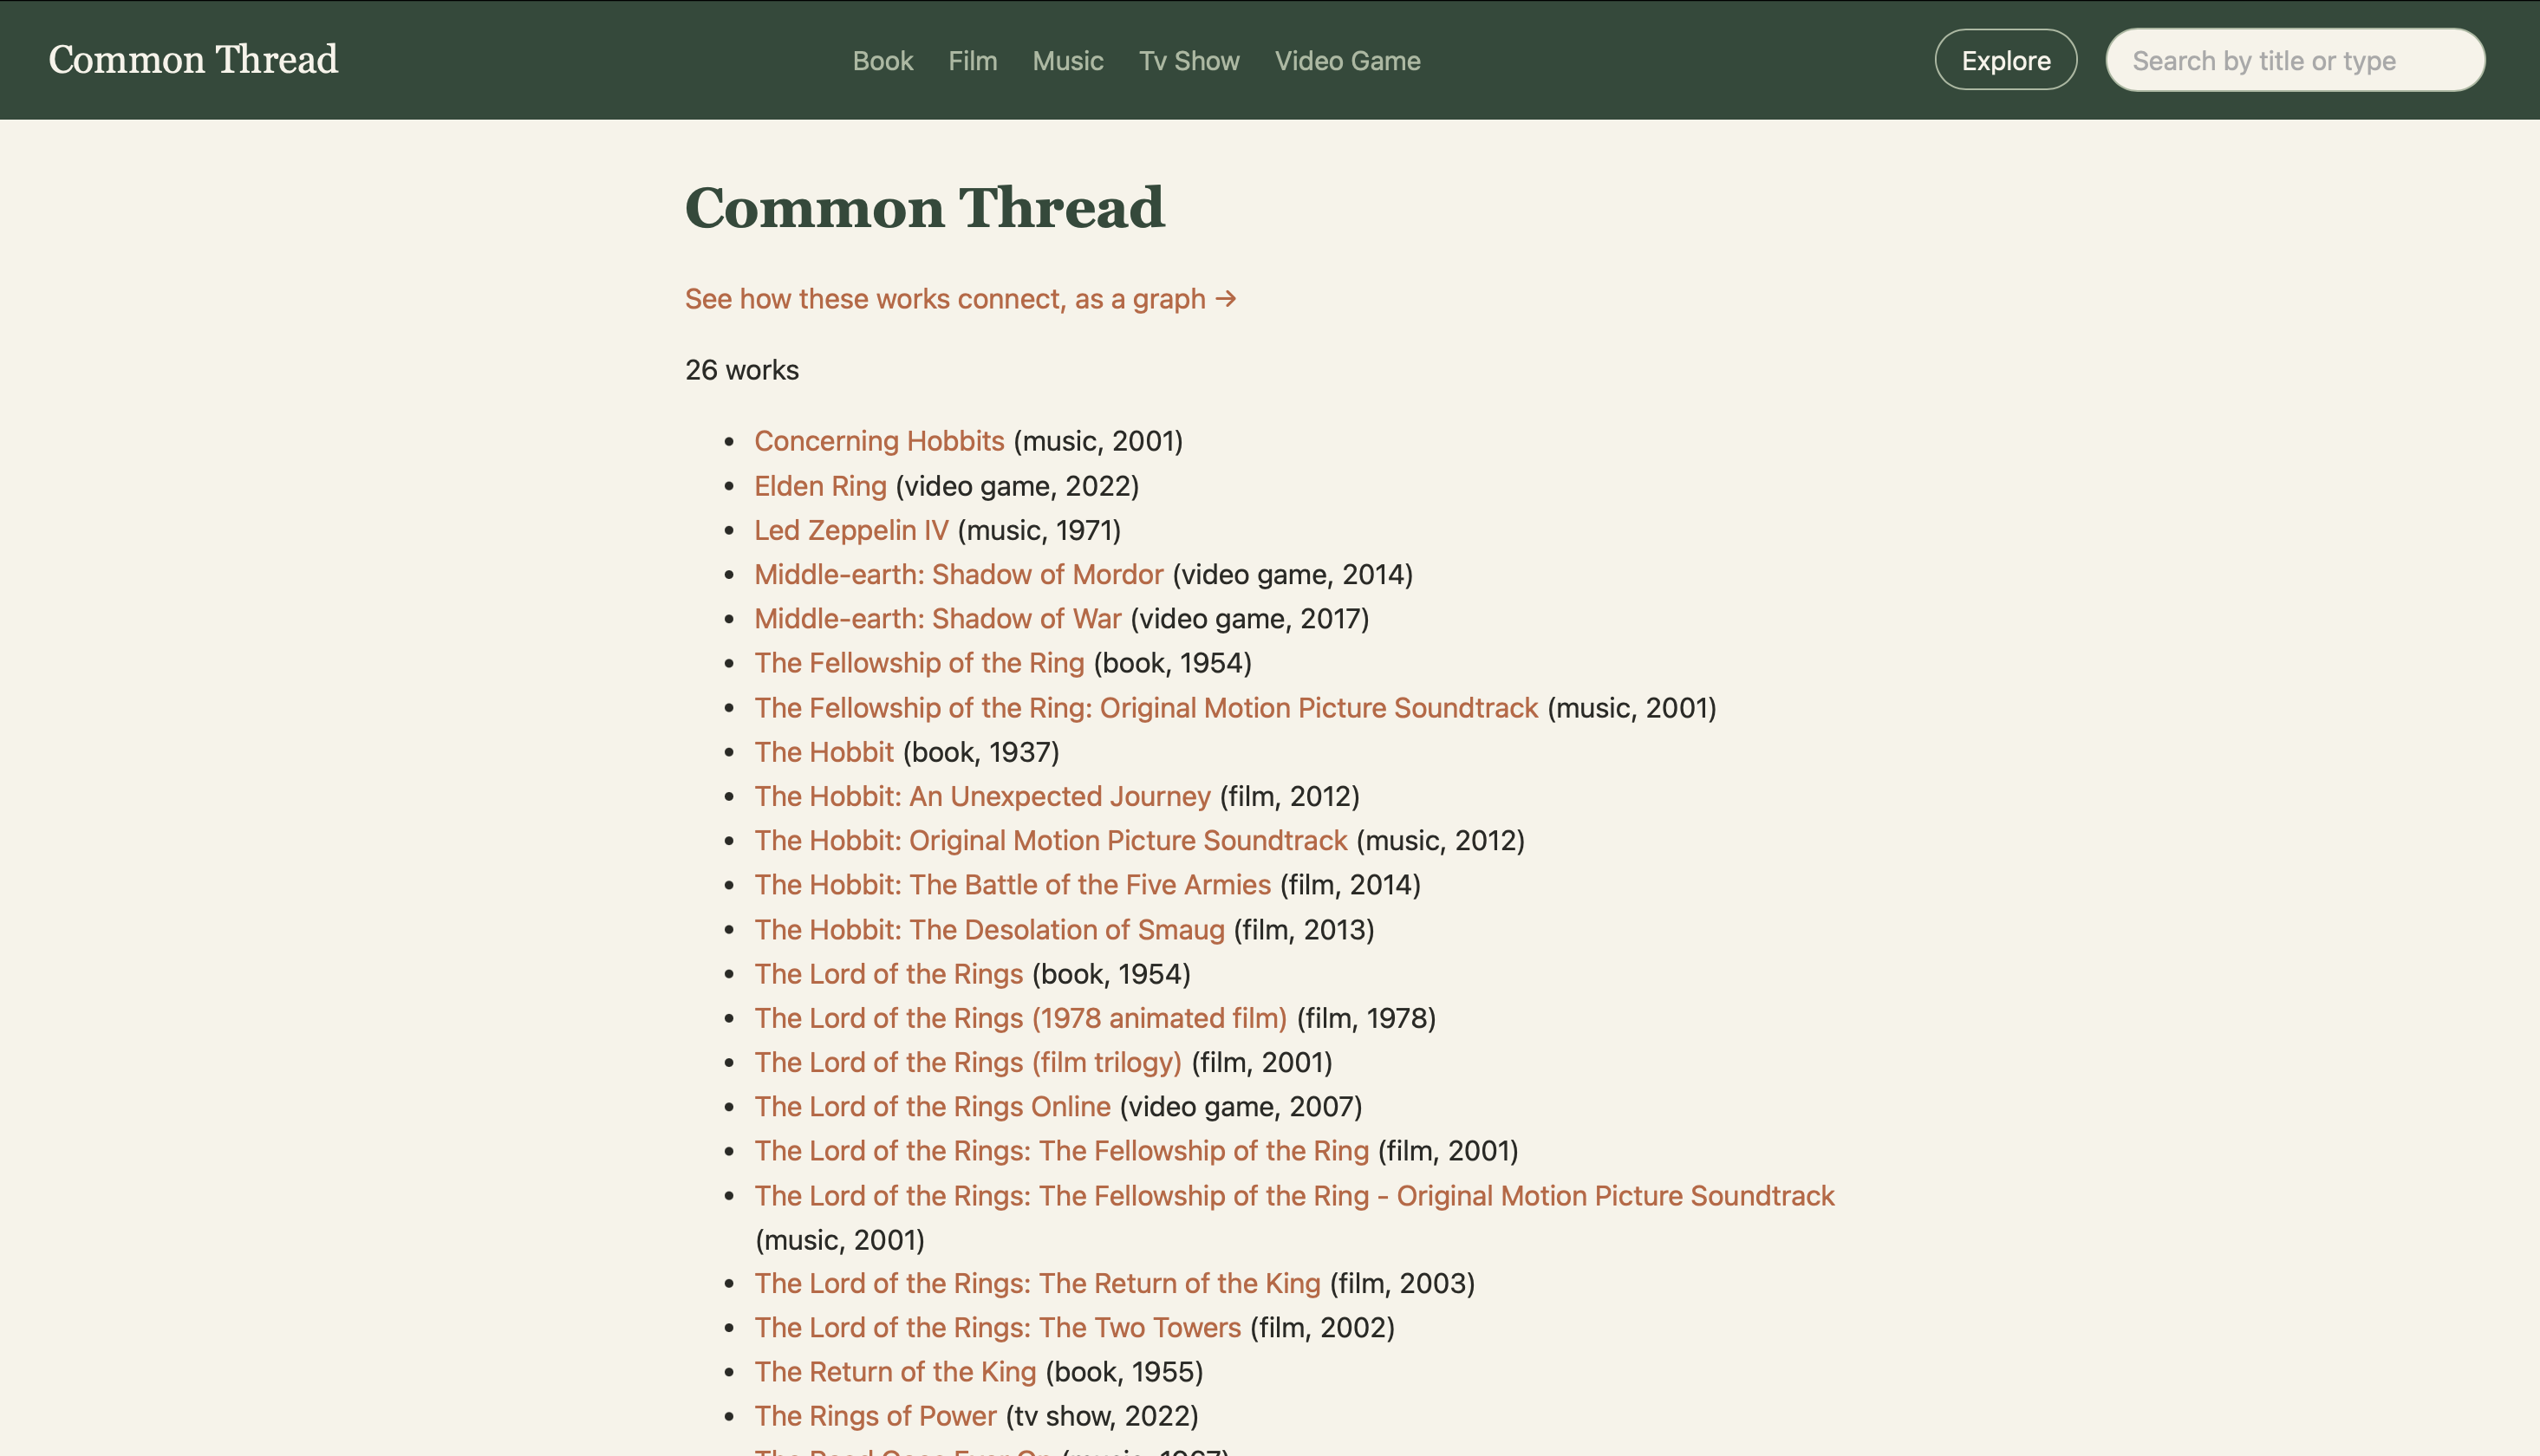 Common Thread
Book Film Music Tv Show Video Game
Explore
Search by title or type
Common Thread
See how these works connect, as a graph →
26 works
• Concerning Hobbits (music, 2001)
• Elden Ring (video game, 2022)
• Led Zeppelin IV (music, 1971)
• Middle-earth: Shadow of Mordor (video game, 2014)
• Middle-earth: Shadow of War (video game, 2017)
• The Fellowship of the Ring (book, 1954)
• The Fellowship of the Ring: Original Motion Picture Soundtrack (music, 2001)
• The Hobbit (book, 1937)
• The Hobbit: An Unexpected Journey (film, 2012)
• The Hobbit: Original Motion Picture Soundtrack (music, 2012)
• The Hobbit: The Battle of the Five Armies (film, 2014)
• The Hobbit: The Desolation of Smaug (film, 2013)
• The Lord of the Rings (book, 1954)
• The Lord of the Rings (1978 animated film) (film, 1978)
• The Lord of the Rings (film trilogy) (film, 2001)
• The Lord of the Rings Online (video game, 2007)
• The Lord of the Rings: The Fellowship of the Ring (film, 2001)
• The Lord of the Rings: The Fellowship of the Ring - Original Motion Picture Soundtrack
(music, 2001)
• The Lord of the Rings: The Return of the King (film, 2003)
• The Lord of the Rings: The Two Towers (film, 2002)
• The Return of the King (book, 1955)
• The Rings of Power (tv show, 2022)
The Road Goes Ever On (music, 1967)